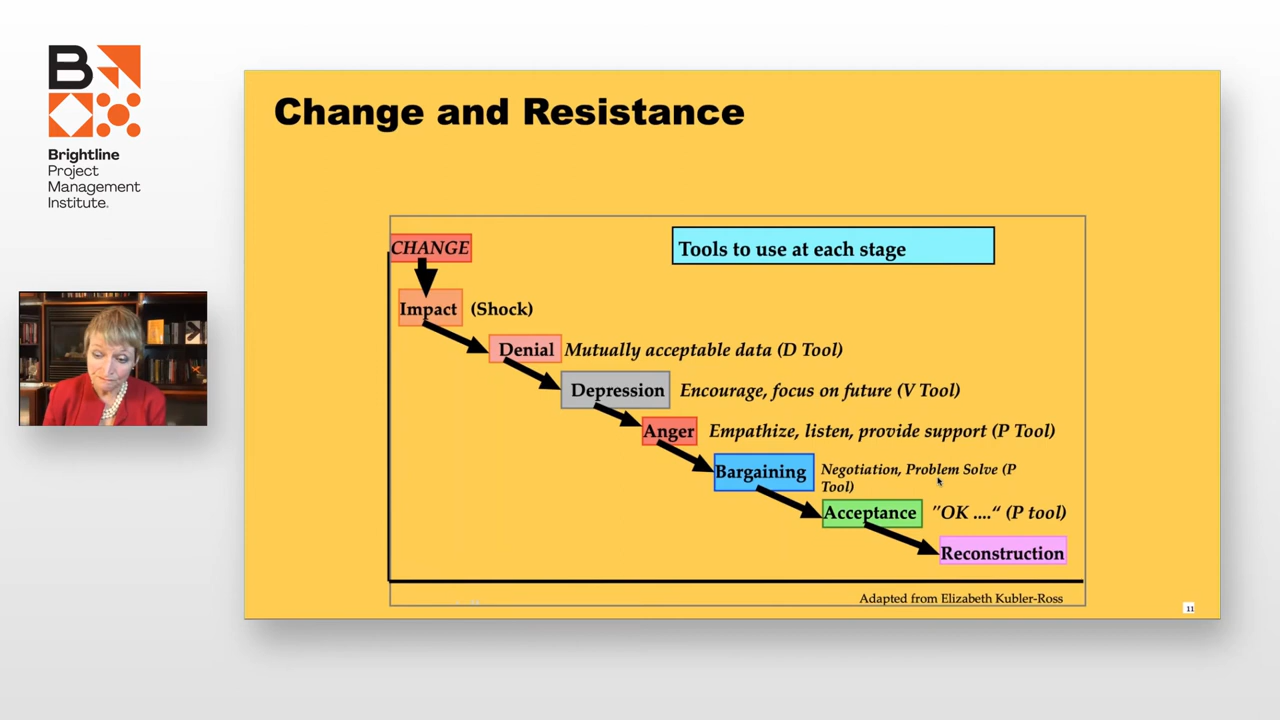 B
Brightline
Project
Management
Institute.
Change and Resistance
CHANGE
Tools to use at each stage
Impact (Shock)
Denial Mutually acceptable data (D Tool)
Depression Encourage, focus on future (V Tool)
Anger Empathize, listen, provide support (P Tool)
Bargaining Negotiation, Problem Solve (P
Tool)
Acceptance "OK ...." (P tool)
Reconstruction
Adapted from Elizabeth Kubler-Ross
11